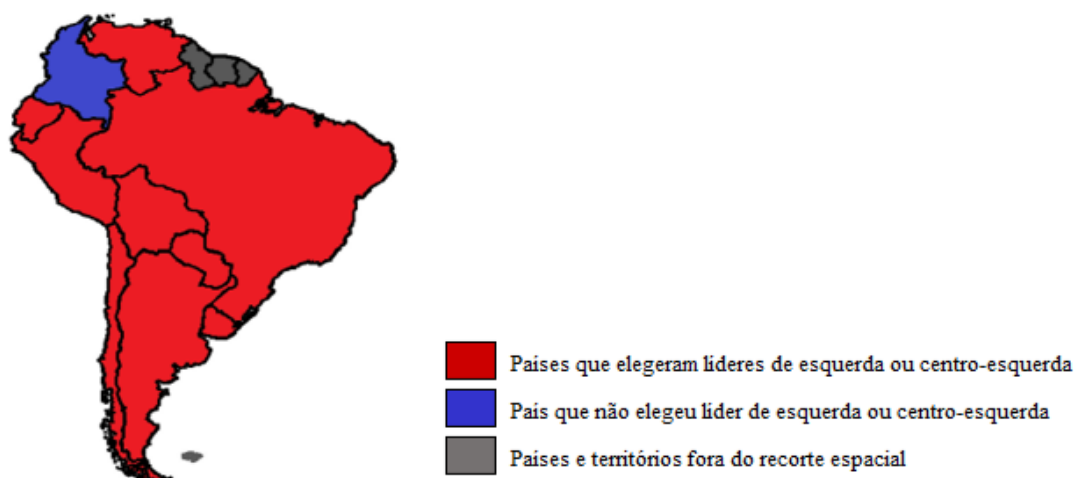 Países que elegeram líderes de esquerda ou centro-esquerda
País que não elegeu líder de esquerda ou centro-esquerda
Países e territórios fora do recorte espacial